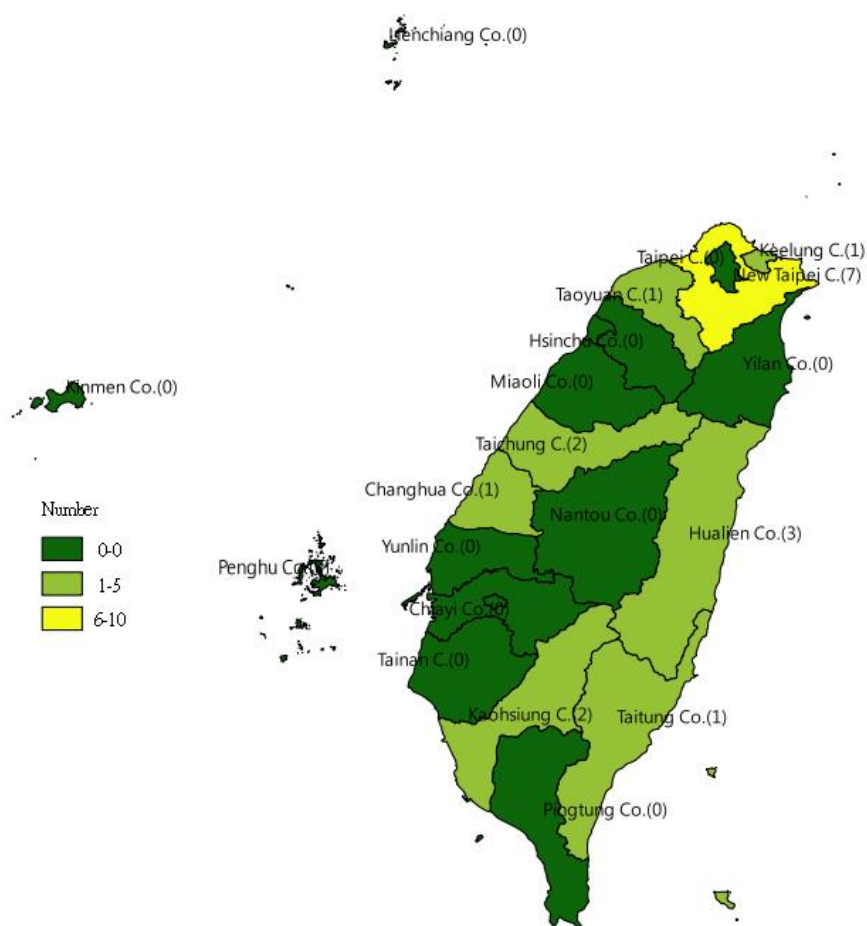 Lienchiang Co.(0)
Keelung C.(1)
Taipei C.(0)
New Taipei C.(7)
Taoyuan C.(1)
Hsinchu Co.(0)
Yilan Co.(0)
Miaoli Co.(0)
Kinmen Co.(0)
Taichung C.(2)
Changhua Co.(1)
Number
Nantou Co.(0)
Hualien Co.(3)
0-0
Yunlin Co.(0)
Penghu
1-5
Chiayi Co.(0)
6-10
Tainan C.(0)
Kaohsiung C.(2)
Taitung Co.(1)
Pingtung Co.(0)